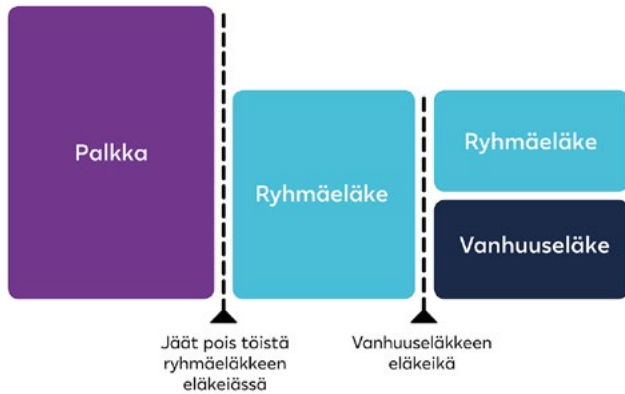 Palkka
Ryhmäeläke
Ryhmäeläke
Vanhuuseläke
Jäät pois töistä
ryhmäeläkkeen
eläkeiässä
Vanhuuseläkkeen
eläkeikä